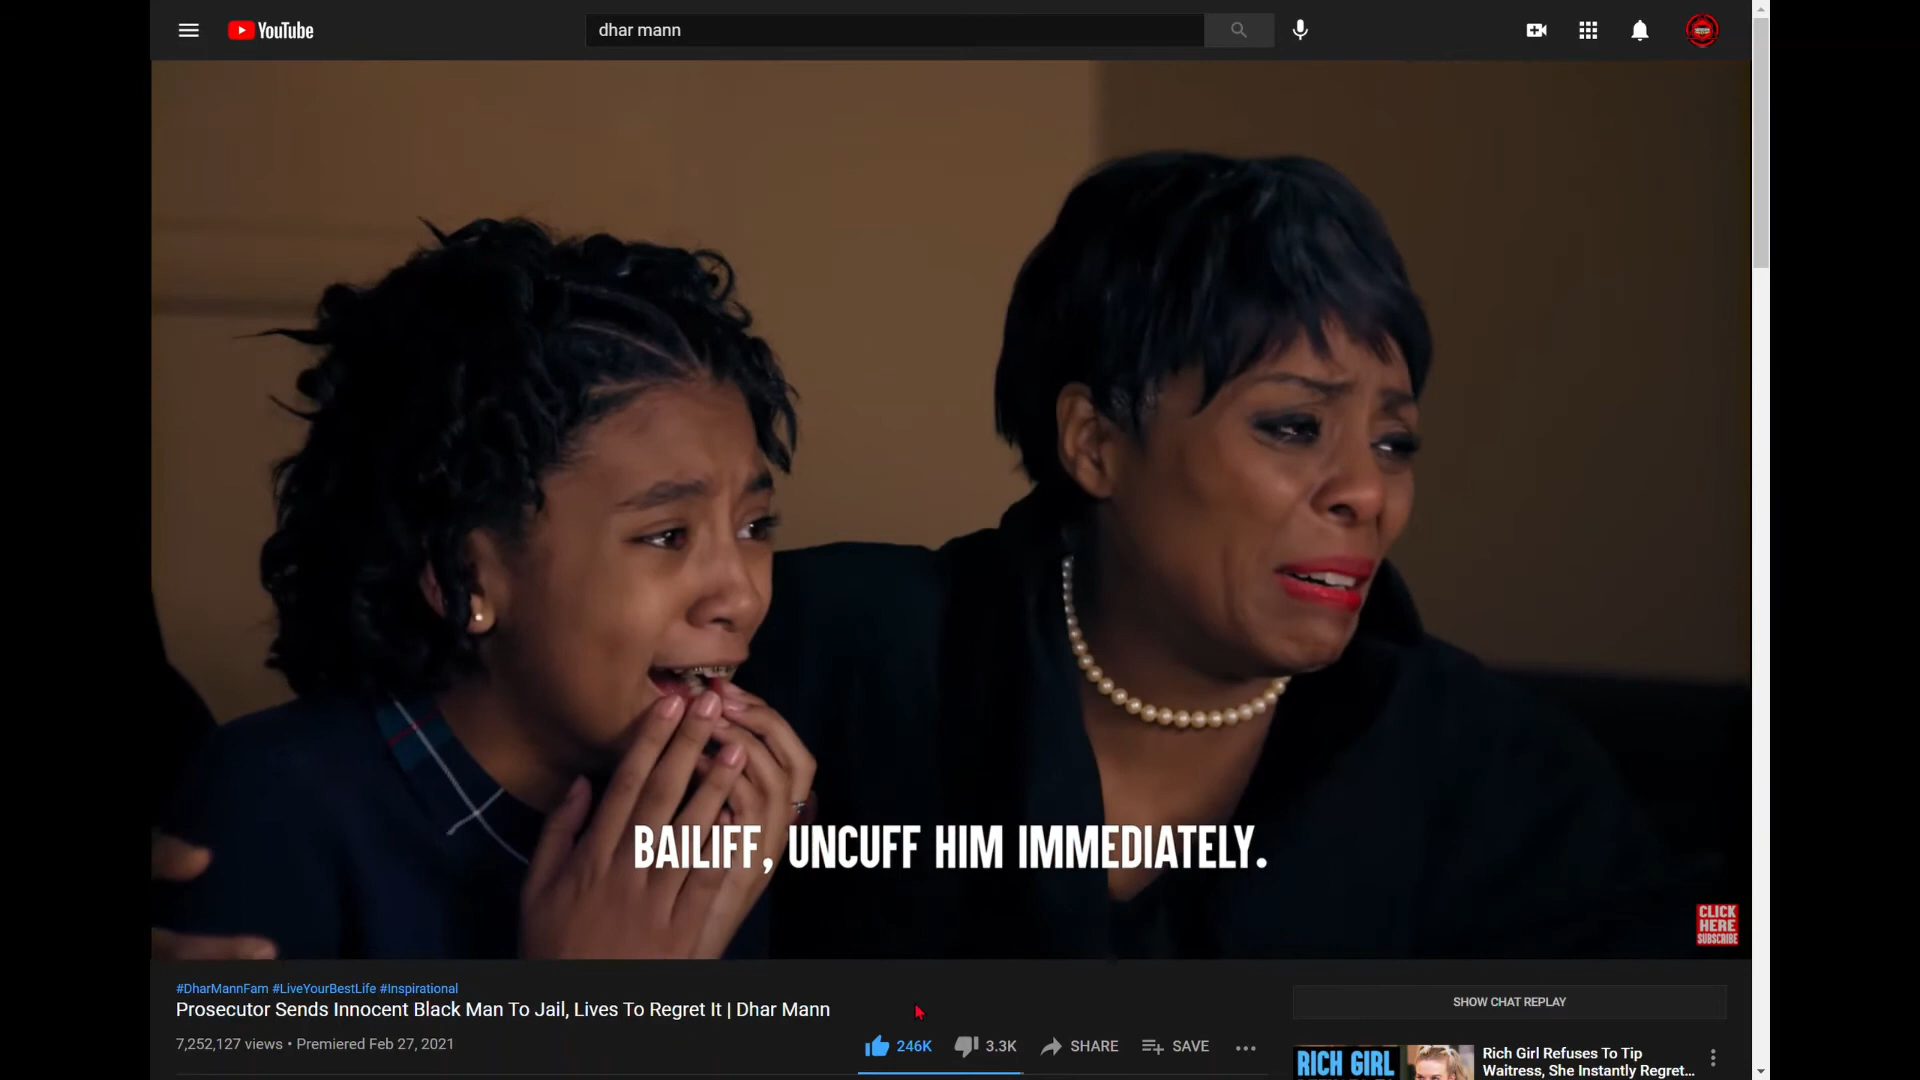 YouTube
dhar mann
BAILIFF, UNCUFF HIM IMMEDIATELY.
CLICK
HERE
SUBSCRIBE
#DharMannFam #LiveYourBestLife #Inspirational
Prosecutor Sends Innocent Black Man To Jail, Lives To Regret It | Dhar Mann
7,252,127 views • Premiered Feb 27, 2021
246K
3.3K
SHARE
SAVE
SHOW CHAT REPLAY
RICH GIRL
Rich Girl Refuses To Tip
Waitress, She Instantly Regret...